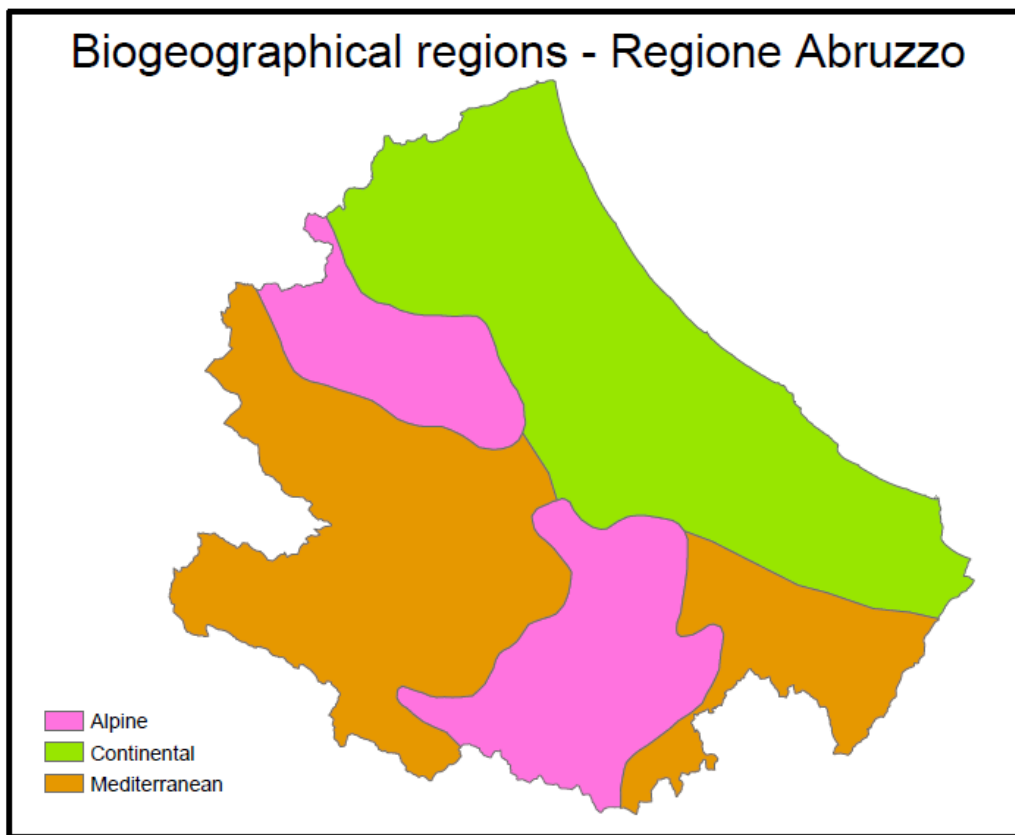 Biogeographical regions - Regione Abruzzo
Alpine
Continental
Mediterranean